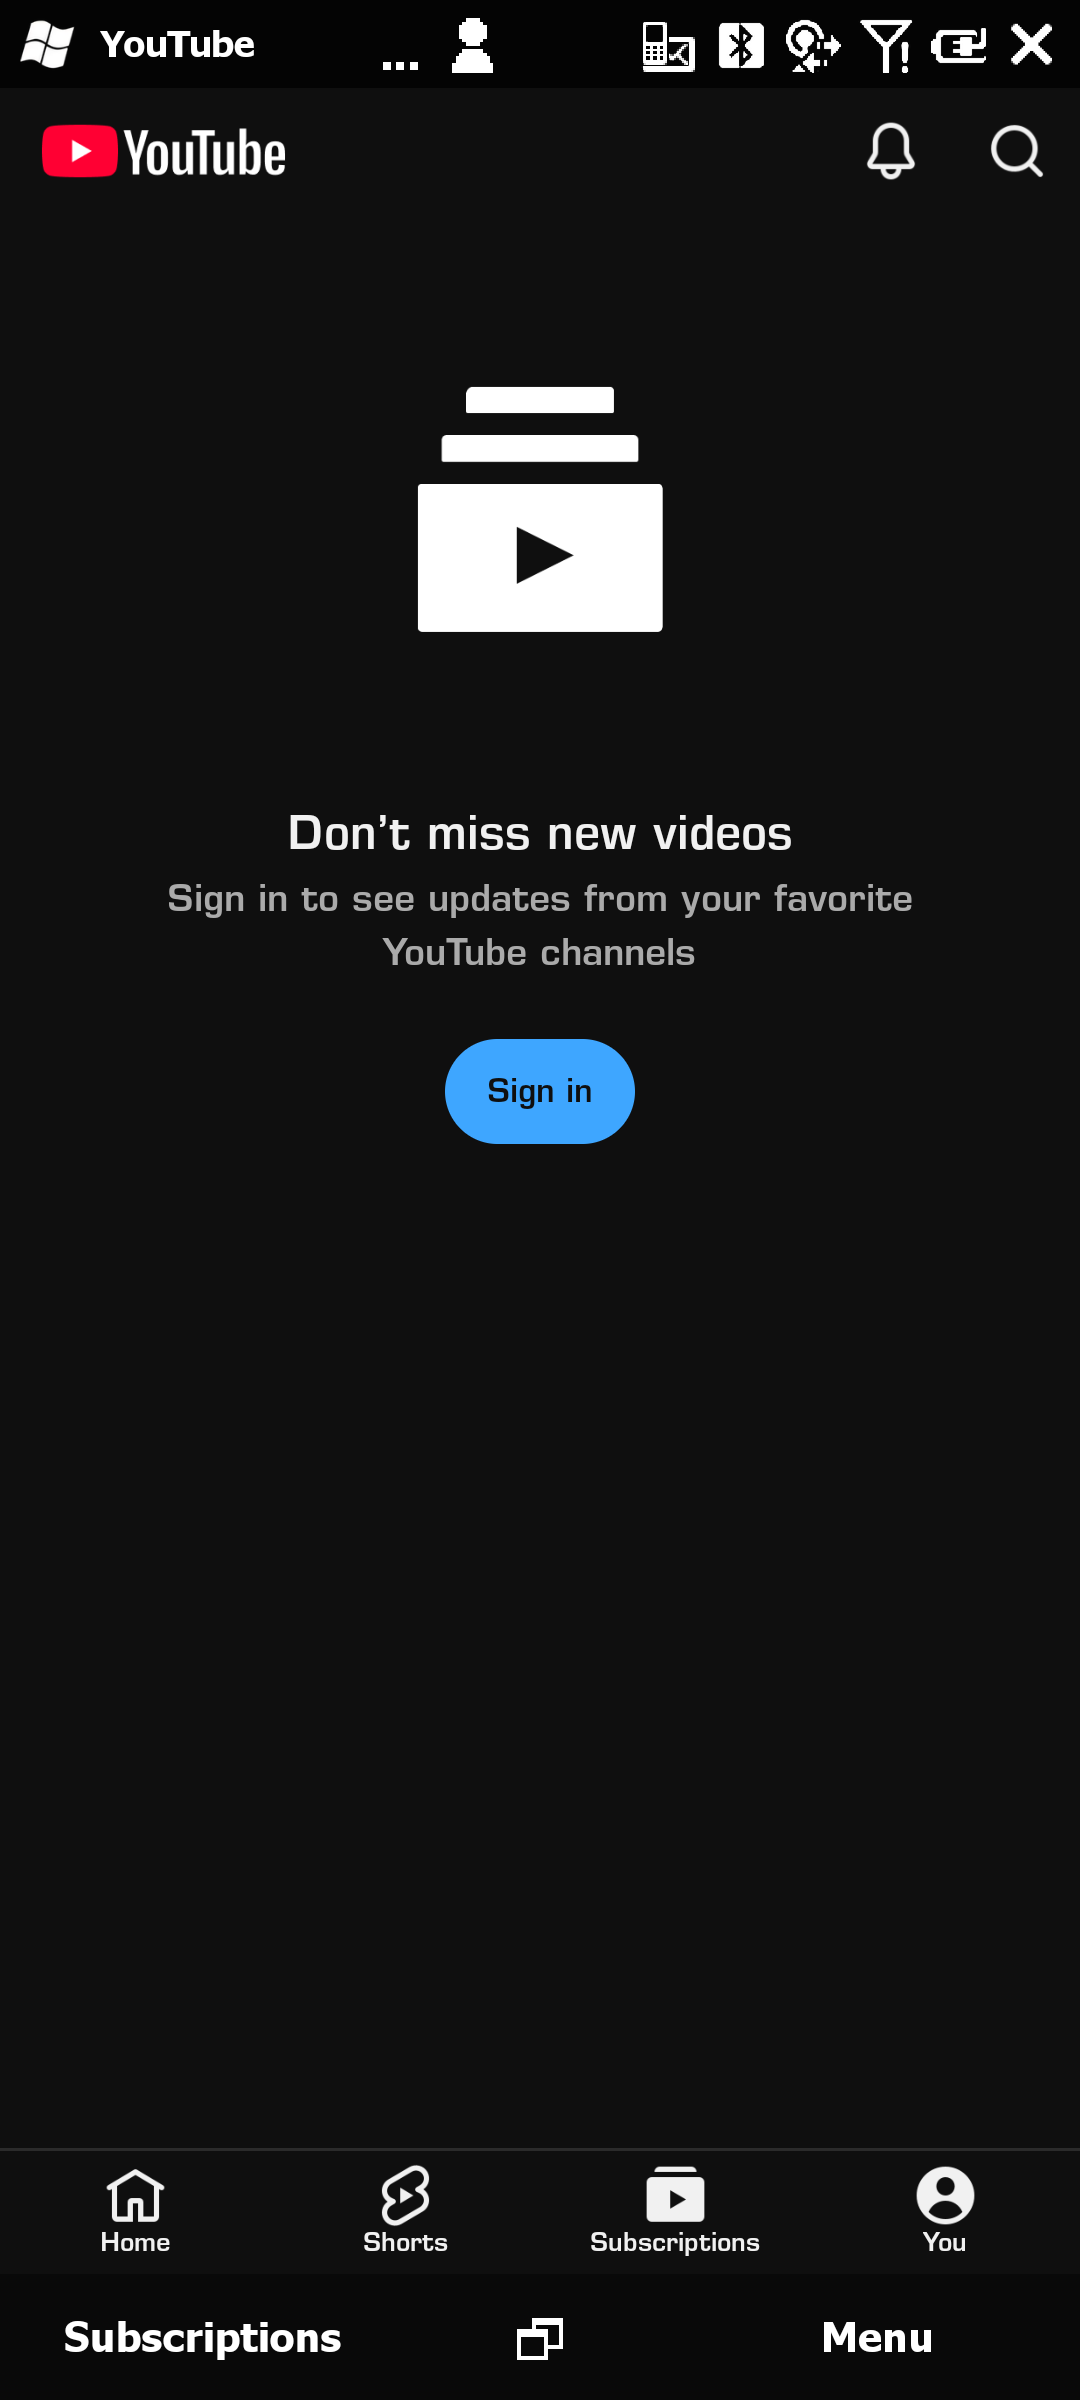 YouTube
YouTube
Don't miss new videos
Sign in to see updates from your favorite
YouTube channels
Sign in
Home
Shorts
Subscriptions
You
Subscriptions
Menu